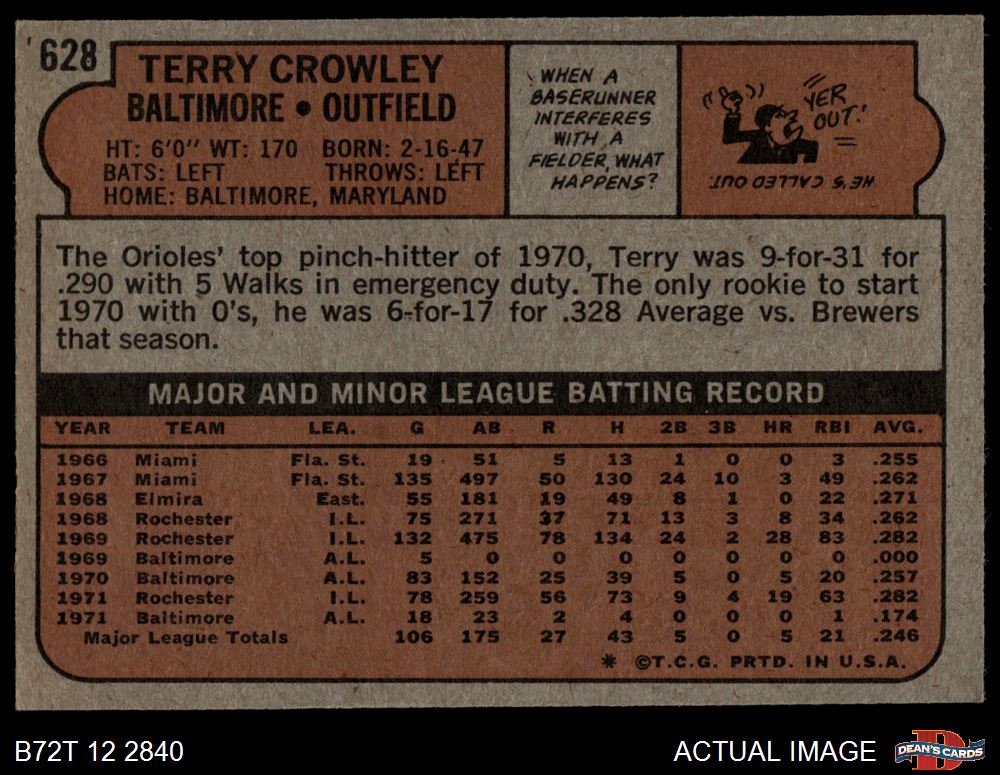 628
TERRY CROWLEY
BALTIMORE • OUTFIELD
HT: 6'0" WT: 170 BORN: 2-16-47
BATS: LEFT THROWS: LEFT
HOME: BALTIMORE, MARYLAND
WHEN A
BASERUNNER
INTERFERES
WITH A
FIELDER, WHAT
HAPPENS?
YER
OUT!
HE'S CALLED OUT.
The Orioles' top pinch-hitter of 1970, Terry was 9-for-31 for
.290 with 5 Walks in emergency duty. The only rookie to start
1970 with O's, he was 6-for-17 for .328 Average vs. Brewers
that season.
MAJOR AND MINOR LEAGUE BATTING RECORD
YEAR TEAM LEA. G AB R H 2B 3B HR RBI AVG.
1966 Miami Fla. St. 19 51 5 13 1 0 0 3 .255
1967 Miami Fla. St. 135 497 50 130 24 10 3 49 .262
1968 Elmira East. 55 181 19 49 8 1 0 22 .271
1968 Rochester I.L. 75 271 37 71 13 3 8 34 .262
1969 Rochester I.L. 132 475 78 134 24 2 28 83 .282
1969 Baltimore A.L. 5 0 0 0 0 0 0 0 .000
1970 Baltimore A.L. 83 152 25 39 5 0 5 20 .257
1971 Rochester I.L. 78 259 56 73 9 4 19 63 .282
1971 Baltimore A.L. 18 23 2 4 0 0 0 1 .174
Major League Totals 106 175 27 43 5 0 5 21 .246
* ©T.C.G. PRTD. IN U.S.A.
B72T 12 2840
ACTUAL IMAGE
DEAN'S CARDS